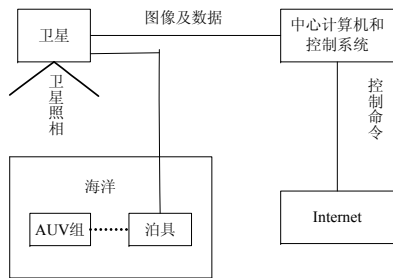 卫星
图像及数据
中心计算机和
控制系统
卫星照相
控制命令
海洋
AUV组
泊具
Internet